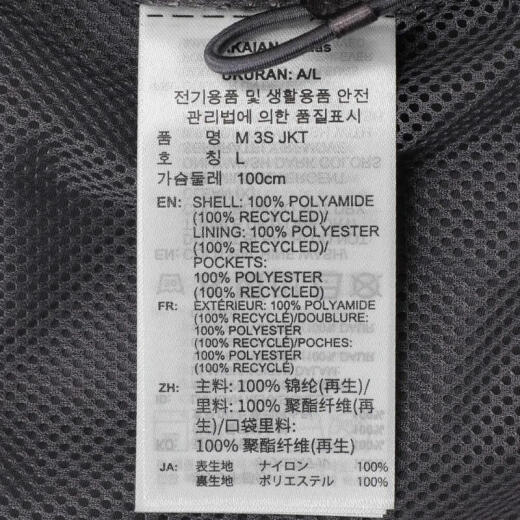 UKURAN: A/L
전기용품 및 생활용품 안전
관리법에 의한 품질표시
품 명 M 3S JKT
호 칭 L
가슴둘레 100cm
EN: SHELL: 100% POLYAMIDE
(100% RECYCLED)/
LINING: 100% POLYESTER
(100% RECYCLED)/
POCKETS:
100% POLYESTER
(100% RECYCLED)
FR: EXTÉRIEUR: 100% POLYAMIDE
(100% RECYCLÉ)/DOUBLURE:
100% POLYESTER
(100% RECYCLÉ)/POCHES:
100% POLYESTER
(100% RECYCLÉ)
ZH: 主料: 100% 锦纶(再生)/
里料: 100% 聚酯纤维(再
生)/口袋里料:
100% 聚酯纤维(再生)
JA: 表生地 ナイロン 100%
裏生地 ポリエステル 100%